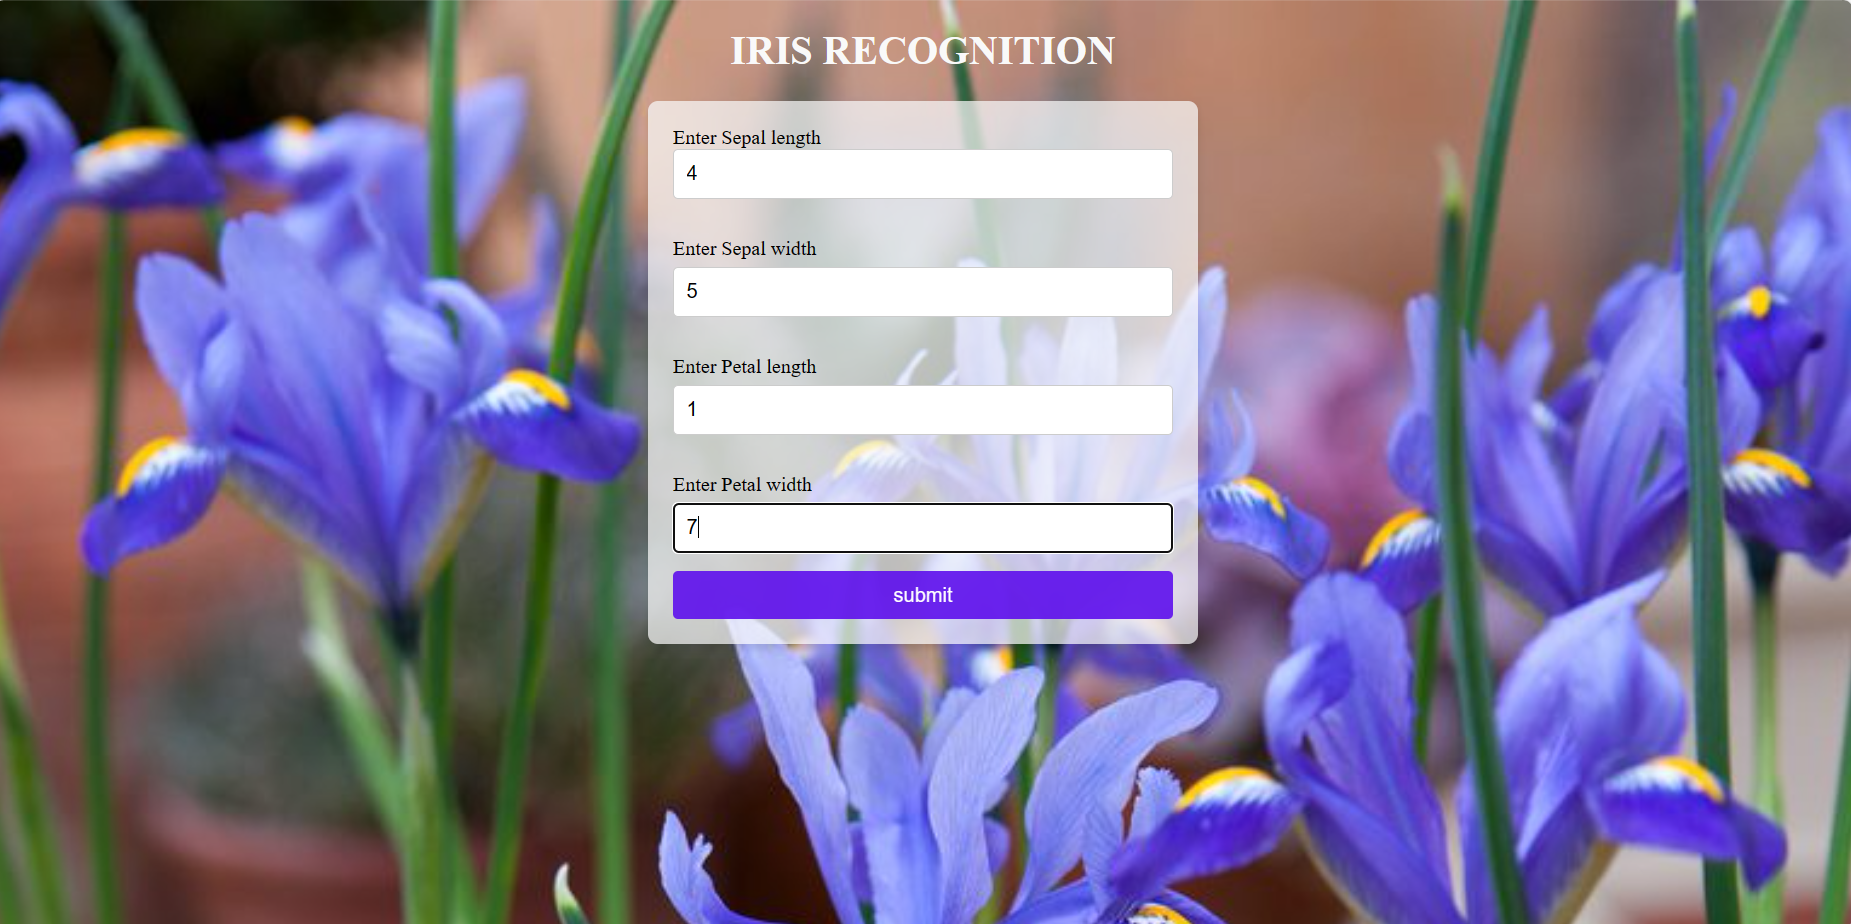 IRIS RECOGNITION
Enter Sepal length
4
Enter Sepal width
5
Enter Petal length
1
Enter Petal width
7
submit